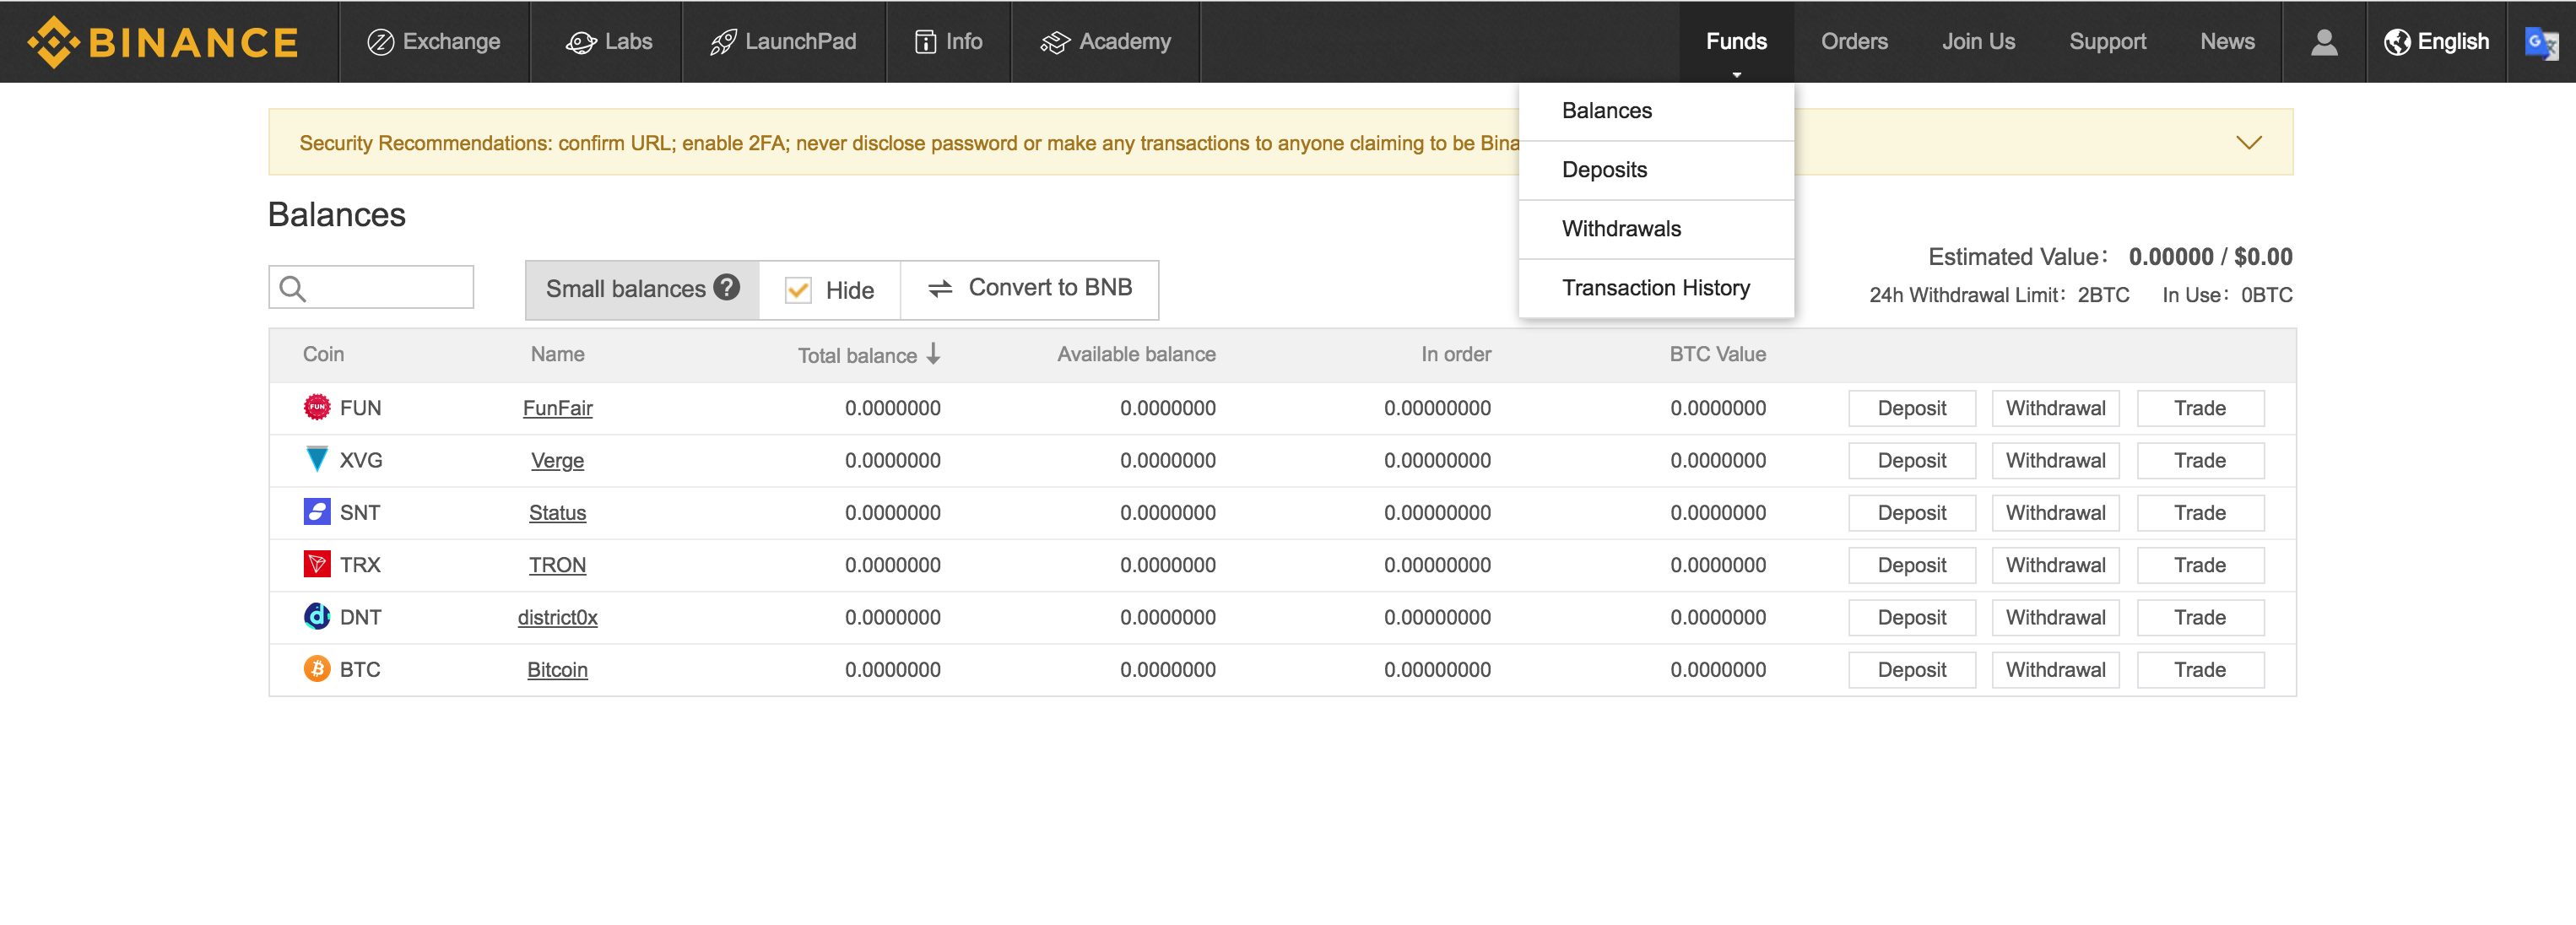 BINANCE Exchange Labs LaunchPad Info Academy Funds Orders Join Us Support News English
Balances
Security Recommendations: confirm URL; enable 2FA; never disclose password or make any transactions to anyone claiming to be Bina
Deposits
Balances
Withdrawals
Estimated Value: 0.00000 / $0.00
Small balances ? Hide Convert to BNB
Transaction History
24h Withdrawal Limit: 2BTC In Use: 0BTC
Coin Name Total balance Available balance In order BTC Value
FUN FUN FunFair 0.0000000 0.0000000 0.00000000 0.0000000 Deposit Withdrawal Trade
XVG Verge 0.0000000 0.0000000 0.00000000 0.0000000 Deposit Withdrawal Trade
SNT Status 0.0000000 0.0000000 0.00000000 0.0000000 Deposit Withdrawal Trade
TRX TRON 0.0000000 0.0000000 0.00000000 0.0000000 Deposit Withdrawal Trade
d DNT district0x 0.0000000 0.0000000 0.00000000 0.0000000 Deposit Withdrawal Trade
BTC Bitcoin 0.0000000 0.0000000 0.00000000 0.0000000 Deposit Withdrawal Trade